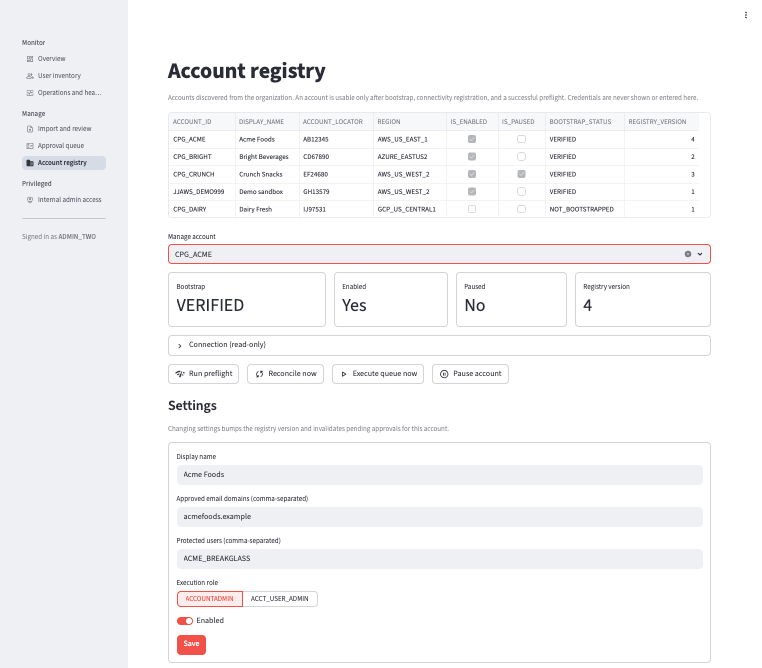 Monitor
Overview
User inventory
Operations and hea…
Manage
Import and review
Approval queue
Account registry
Privileged
Internal admin access
Signed in as ADMIN_TWO
Account registry
Accounts discovered from the organization. An account is usable only after bootstrap, connectivity registration, and a successful preflight. Credentials are never shown or entered here.
ACCOUNT_ID DISPLAY_NAME ACCOUNT_LOCATOR REGION IS_ENABLED IS_PAUSED BOOTSTRAP_STATUS REGISTRY_VERSION
CPG_ACME Acme Foods AB12345 AWS_US_EAST_1 VERIFIED 4
CPG_BRIGHT Bright Beverages CD67890 AZURE_EASTUS2 VERIFIED 2
CPG_CRUNCH Crunch Snacks EF24680 AWS_US_WEST_2 VERIFIED 3
JJAWS_DEMO999 Demo sandbox GH13579 AWS_US_WEST_2 VERIFIED 1
CPG_DAIRY Dairy Fresh IJ97531 GCP_US_CENTRAL1 NOT_BOOTSTRAPPED 1
Manage account
CPG_ACME
Bootstrap Enabled Paused Registry version
VERIFIED Yes No 4
Connection (read-only)
Run preflight Reconcile now Execute queue now Pause account
Settings
Changing settings bumps the registry version and invalidates pending approvals for this account.
Display name
Acme Foods
Approved email domains (comma-separated)
acmefoods.example
Protected users (comma-separated)
ACME_BREAKGLASS
Execution role
ACCOUNTADMIN ACCT_USER_ADMIN
Enabled
Save